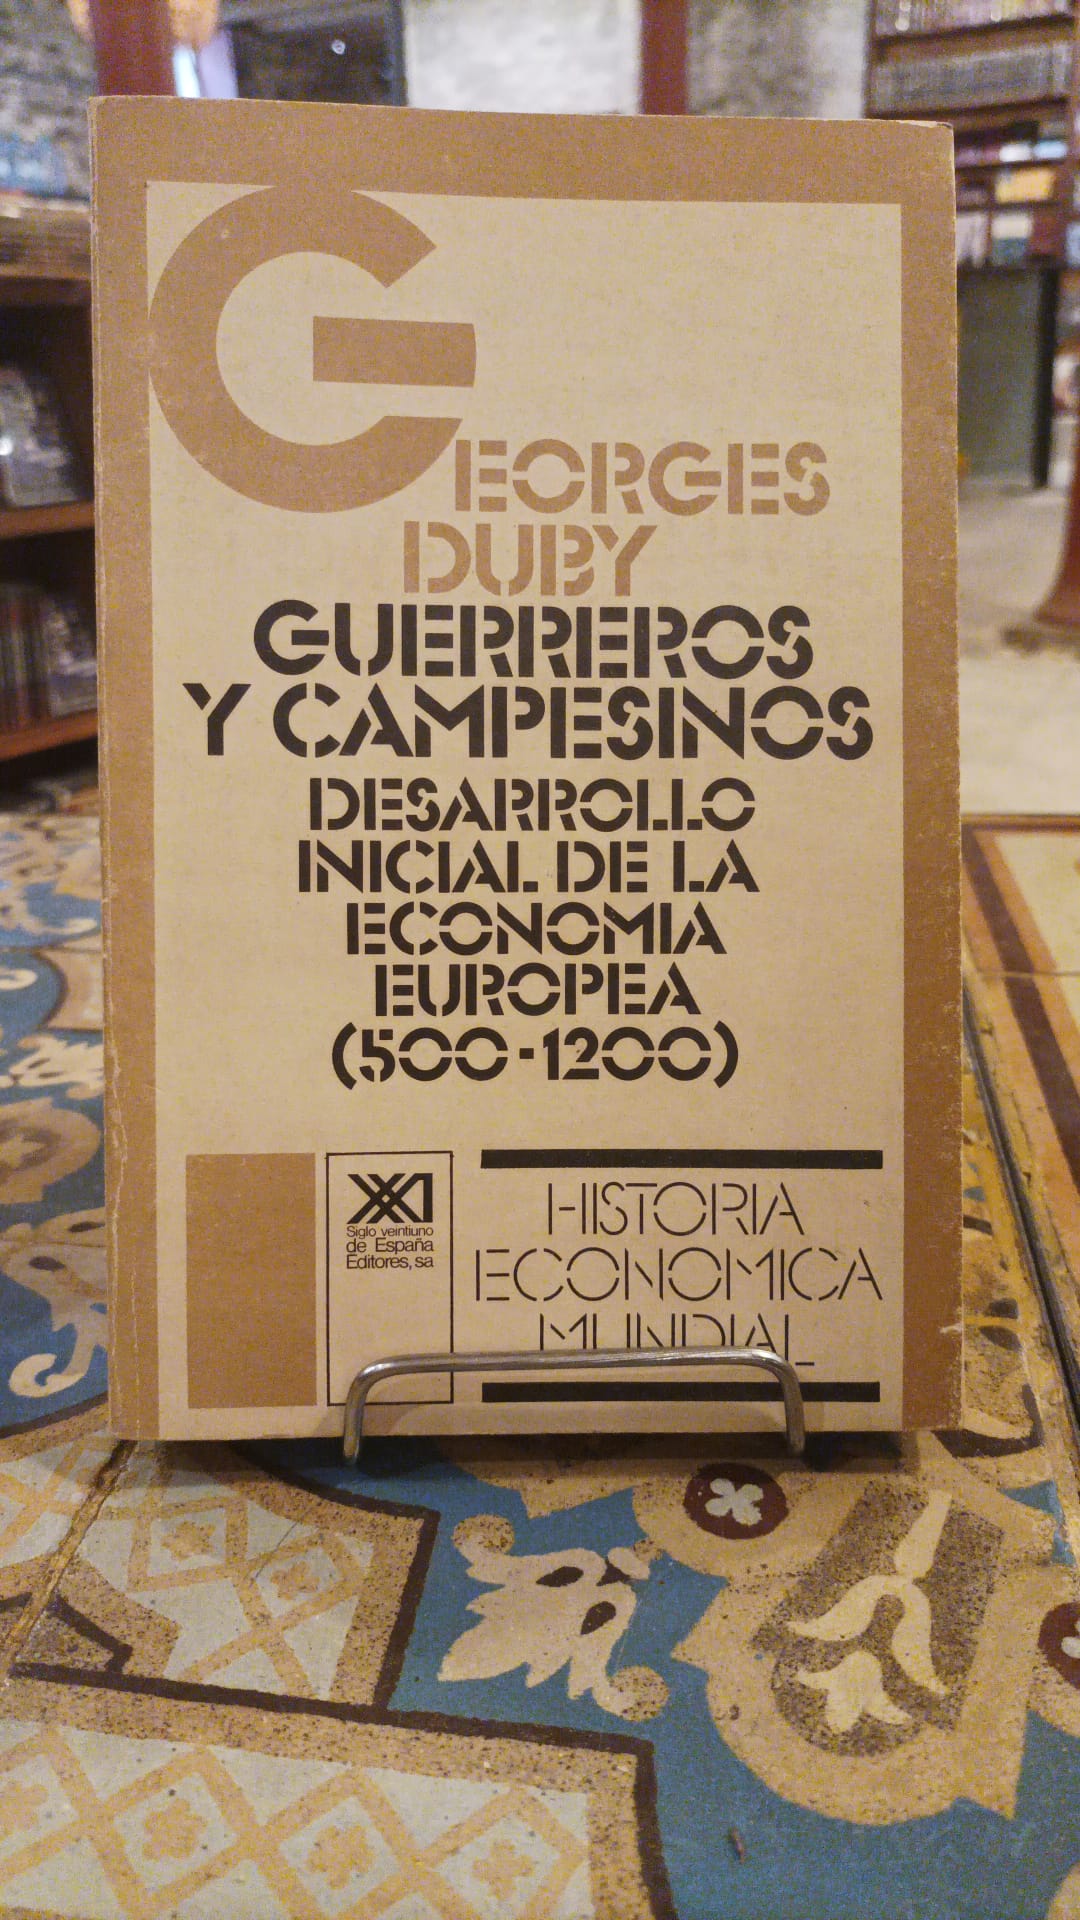 GEORGES
DUBY
GUERREROS
Y CAMPESINOS
DESARROLLO
INICIAL DE LA
ECONOMIA
EUROPEA
(500-1200)
XXI
Siglo veintiuno
de España
Editores, sa
HISTORIA
ECONOMICA
MUNDIAL